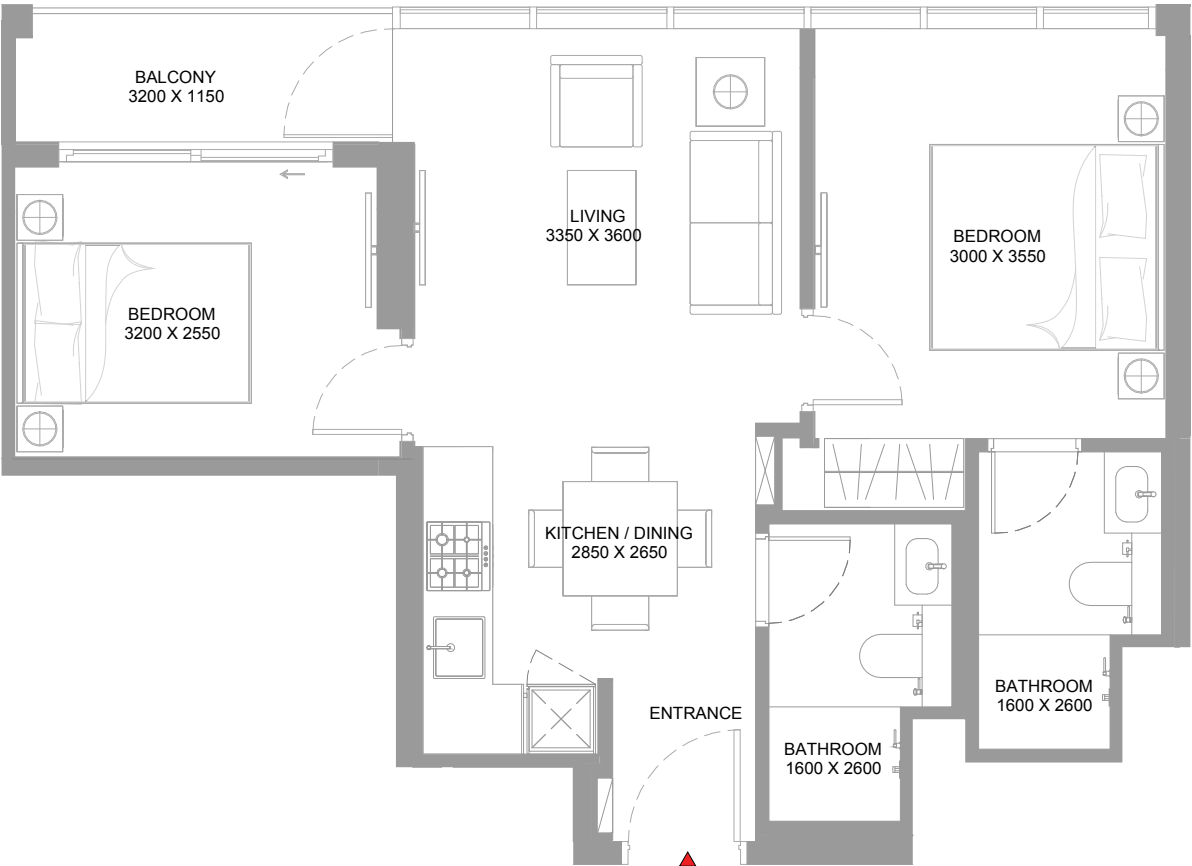 BALCONY
3200 X 1150
LIVING
3350 X 3600
BEDROOM
3000 X 3550
BEDROOM
3200 X 2550
KITCHEN / DINING
2850 X 2650
BATHROOM
1600 X 2600
ENTRANCE
BATHROOM
1600 X 2600